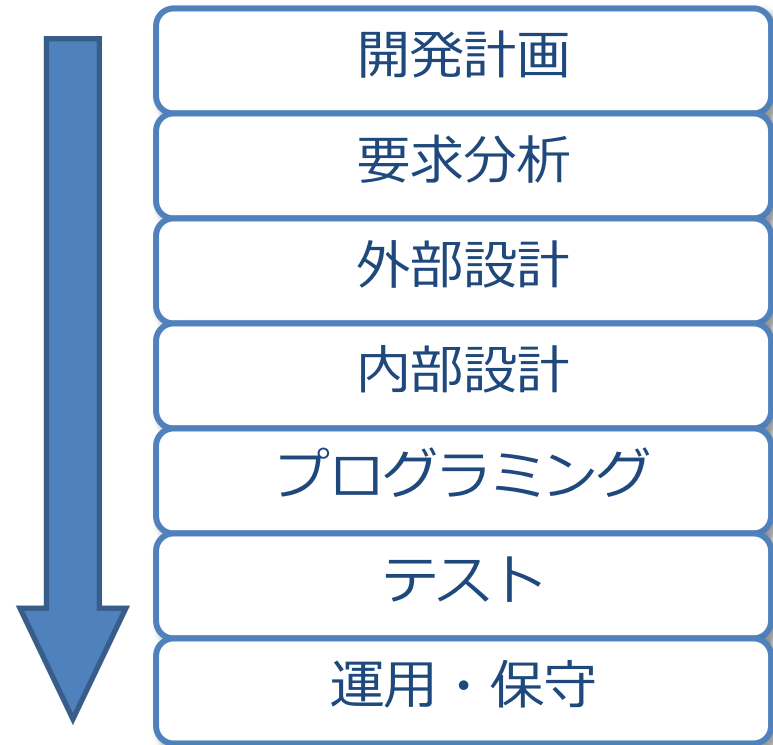 開発計画
要求分析
外部設計
内部設計
プログラミング
テスト
運用・保守